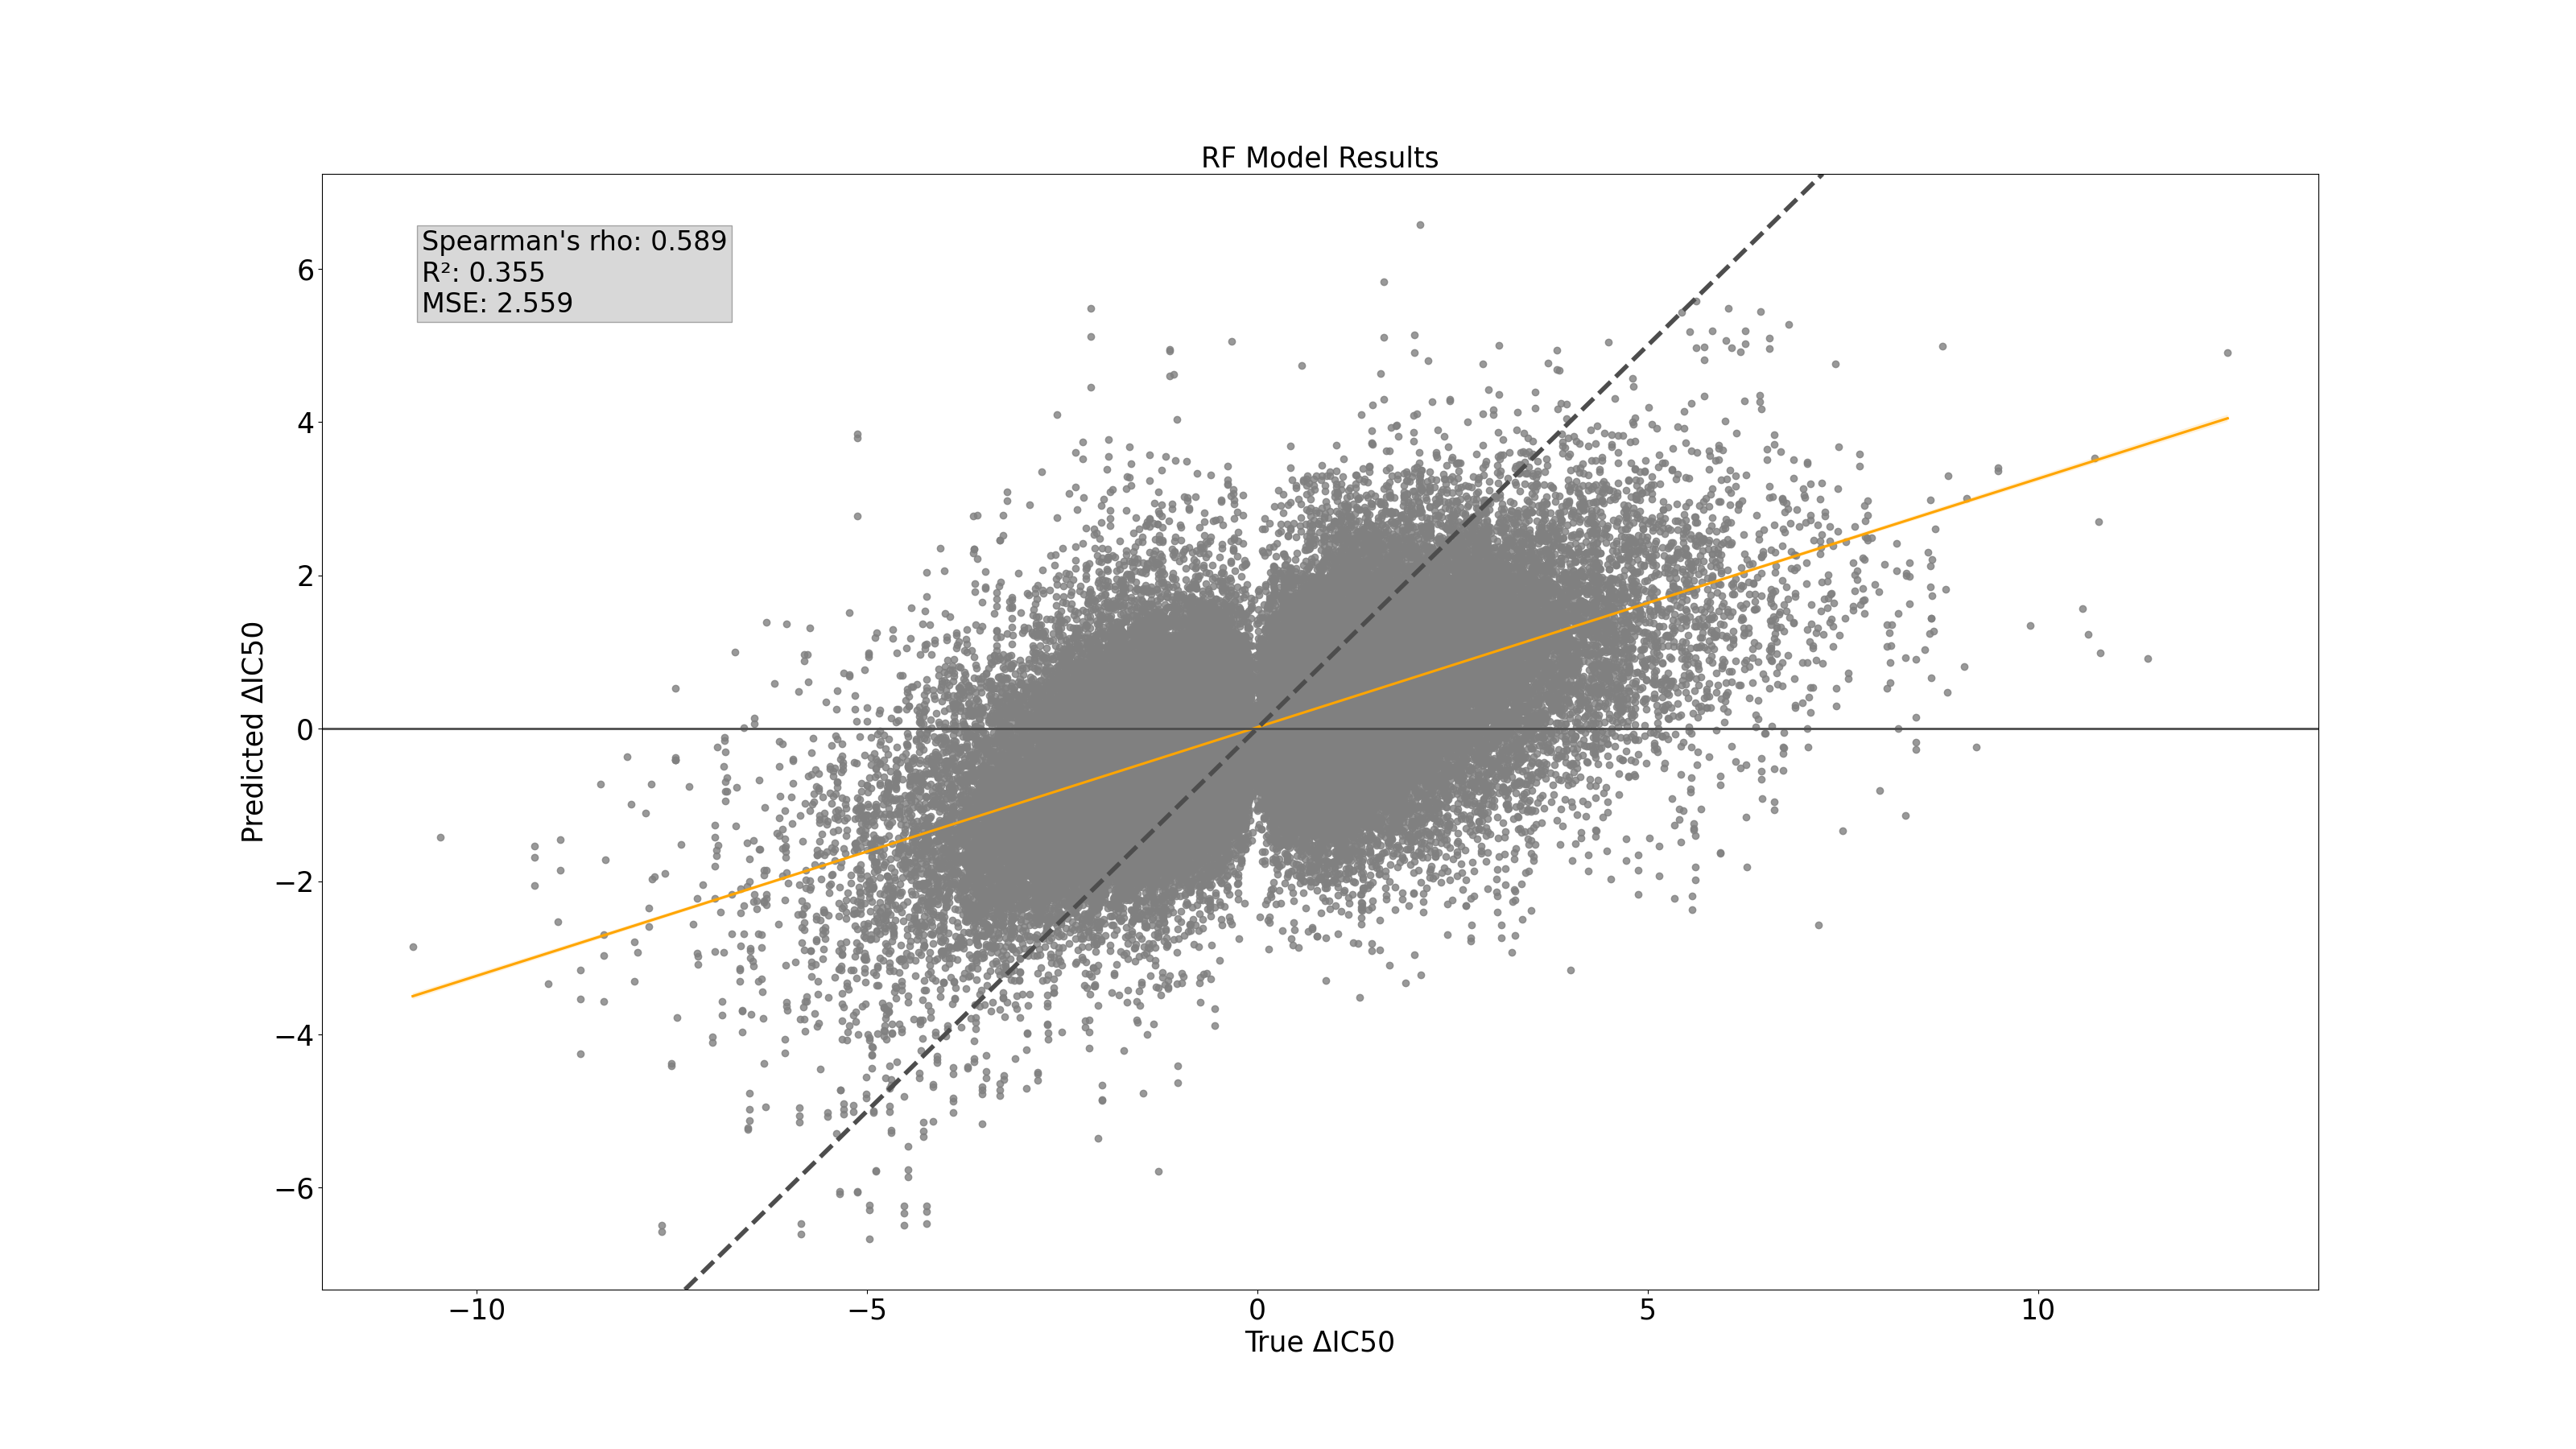 RF Model Results
Spearman's rho: 0.589
R²: 0.355
MSE: 2.559
6
4
2
0
−2
−4
−6
Predicted ΔIC50
−10
−5
0
5
10
True ΔIC50